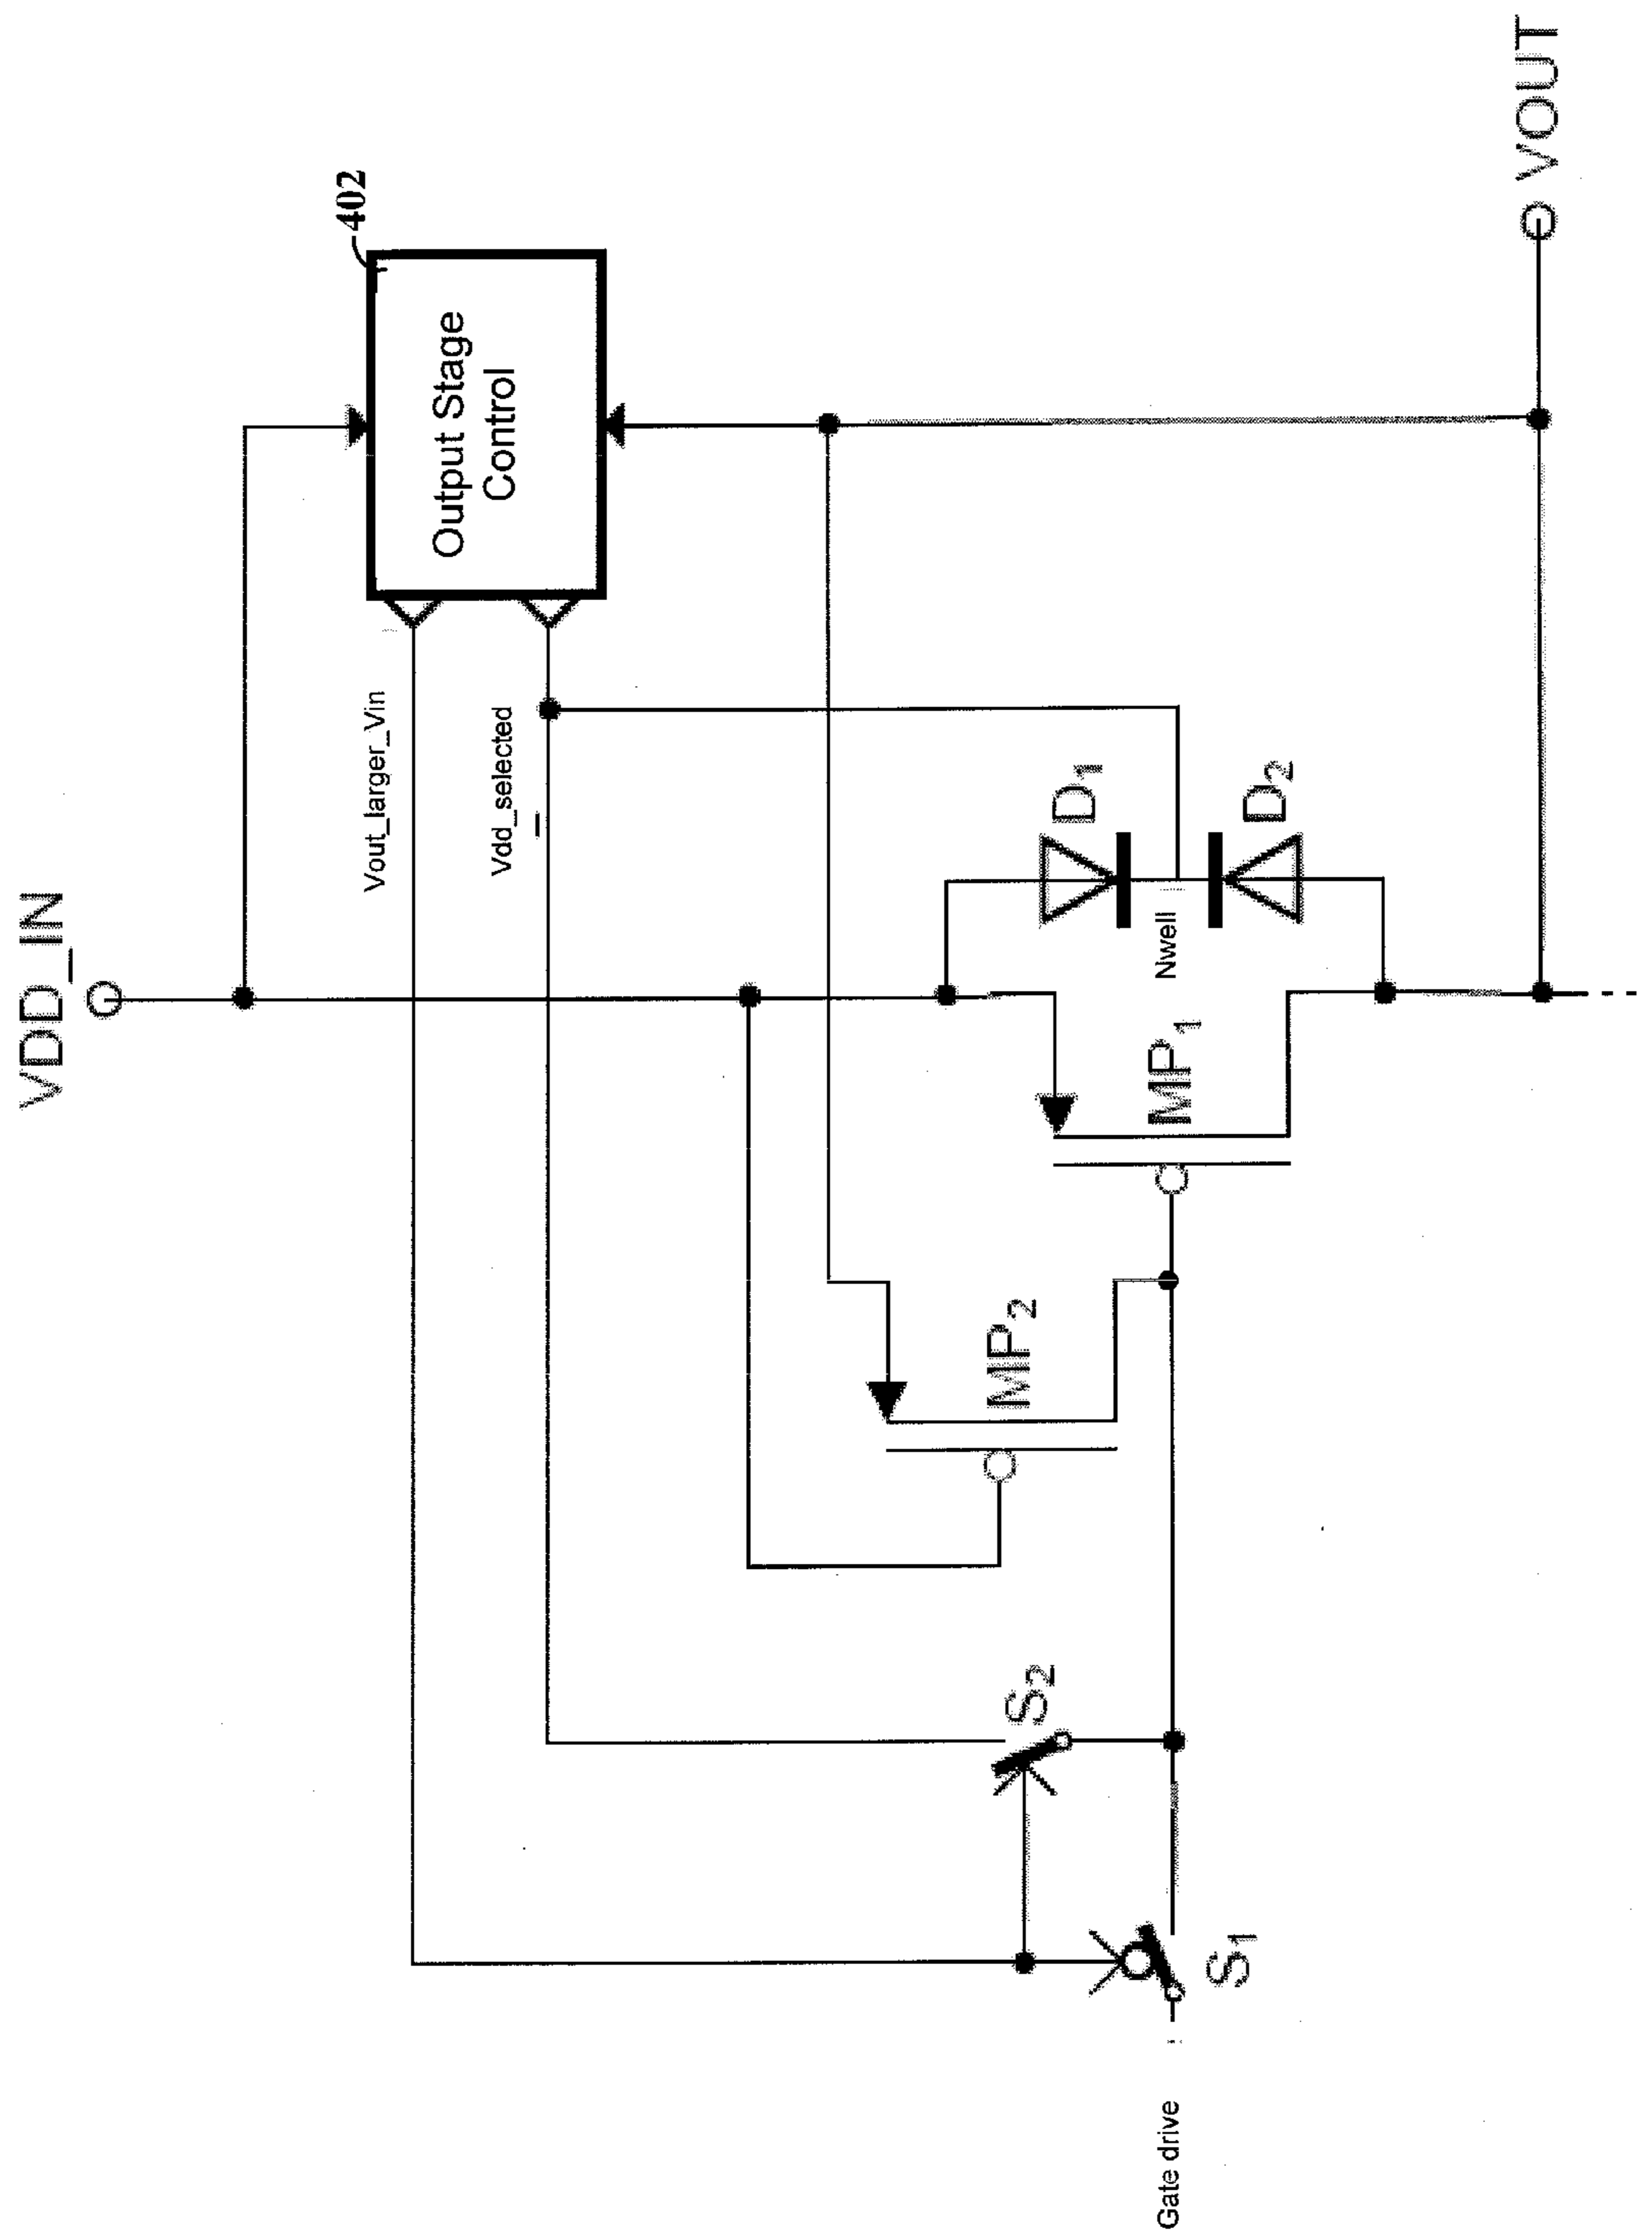 VDD_IN
402
Output Stage
Control
Vout_larger_Vin
Vdd_selected
D1
D2
Nwell
MP1
MP2
S2
S1
Gate drive
VOUT